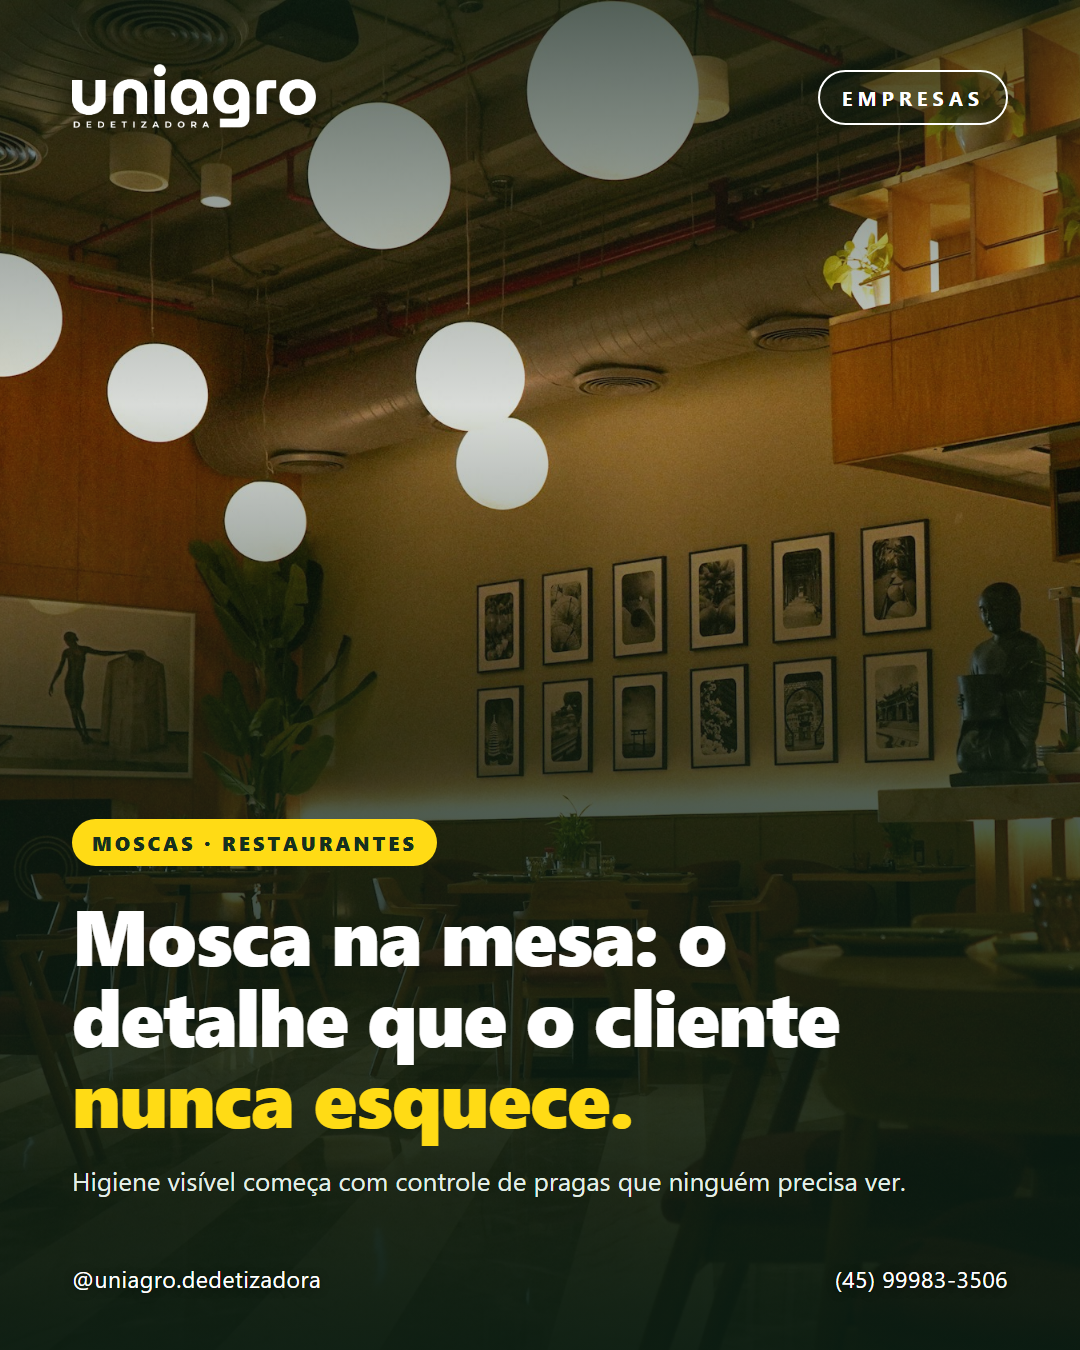 uniagro
DEDETIZADORA
EMPRESAS
MOSCAS · RESTAURANTES
Mosca na mesa: o
detalhe que o cliente
nunca esquece.
Higiene visível começa com controle de pragas que ninguém precisa ver.
@uniagro.dedetizadora
(45) 99983-3506